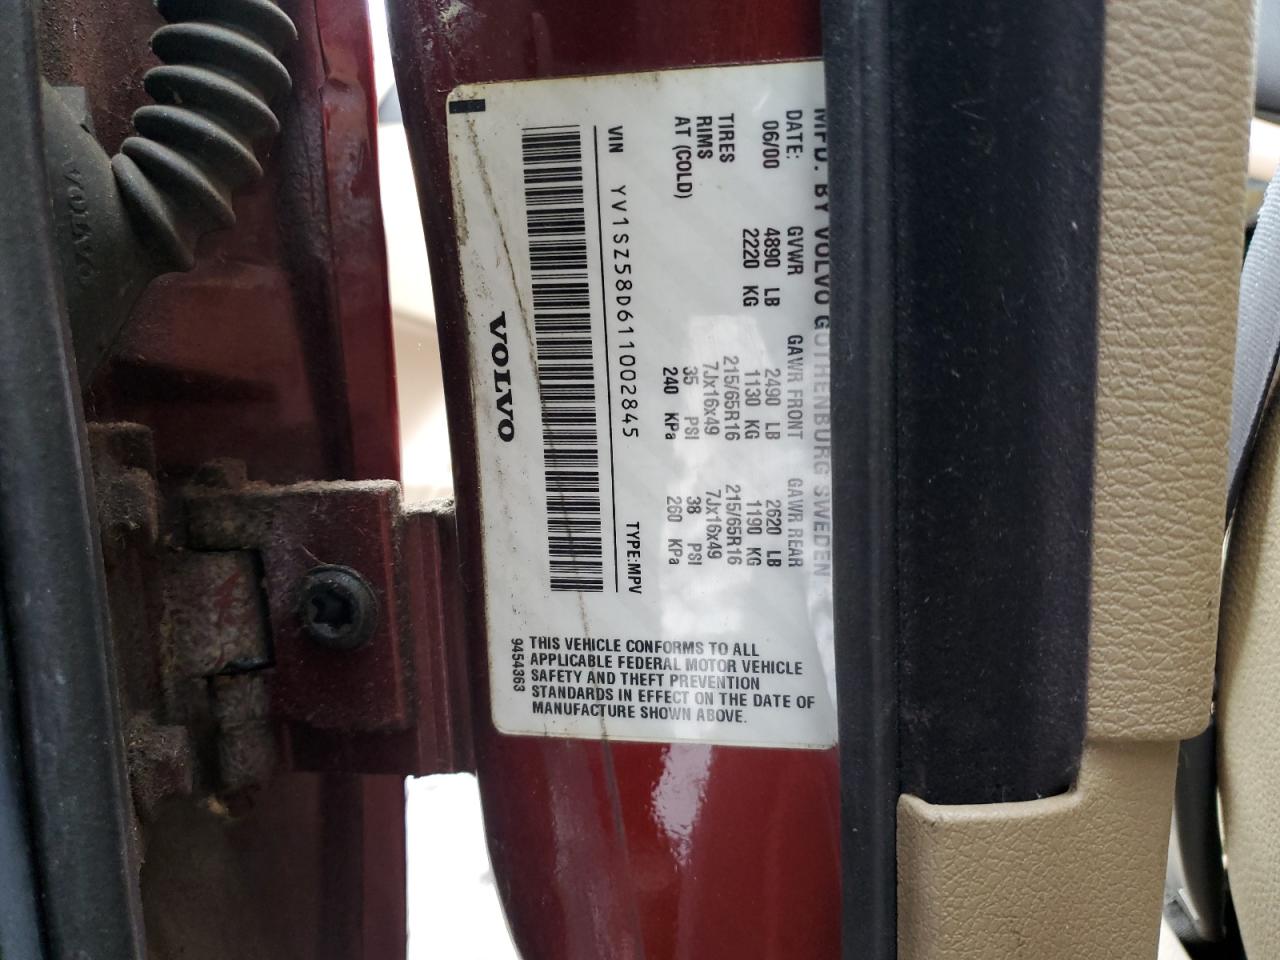 MFD. BY VOLVO GOTHENBURG SWEDEN
DATE: GVWR GAWR FRONT GAWR REAR
06/00 4890 LB 2490 LB 2620 LB
2220 KG 1130 KG 1190 KG
TIRES 215/65R16 215/65R16
RIMS 7Jx16x49 7Jx16x49
AT (COLD) 35 PSI 38 PSI
240 KPa 260 KPa
VIN YV1SZ58D611002845 TYPE:MPV
VOLVO
THIS VEHICLE CONFORMS TO ALL
APPLICABLE FEDERAL MOTOR VEHICLE
SAFETY AND THEFT PREVENTION
STANDARDS IN EFFECT ON THE DATE OF
MANUFACTURE SHOWN ABOVE.
9454363
VOLVO